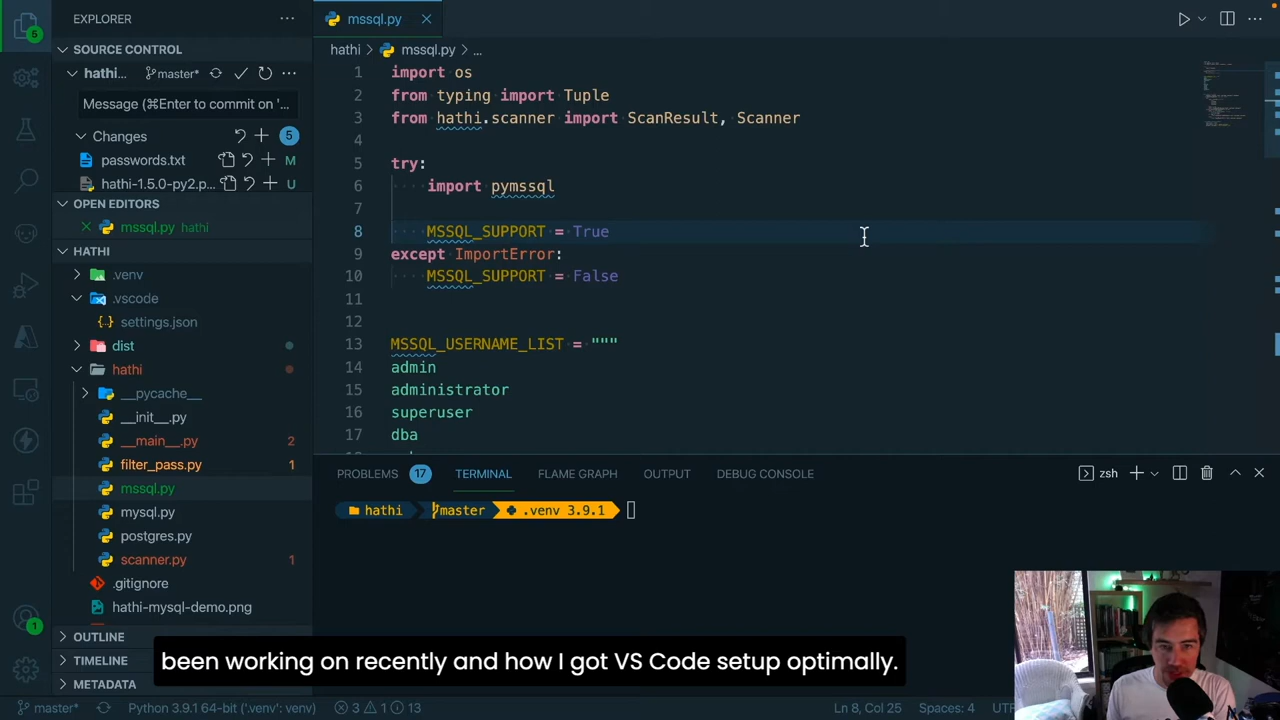 5
EXPLORER
SOURCE CONTROL
hathi... master*
Message (⌘Enter to commit on '...
Changes 5
passwords.txt M
hathi-1.5.0-py2.p... U
OPEN EDITORS
mssql.py hathi
HATHI
.venv
.vscode
settings.json
dist
hathi
__pycache__
__init__.py
__main__.py 2
filter_pass.py 1
mssql.py
mysql.py
postgres.py
scanner.py 1
.gitignore
hathi-mysql-demo.png
OUTLINE
TIMELINE
METADATA
1
mssql.py
hathi > mssql.py > ...
1 import os
2 from typing import Tuple
3 from hathi.scanner import ScanResult, Scanner
4
5 try:
6 import pymssql
7
8 MSSQL_SUPPORT = True
9 except ImportError:
10 MSSQL_SUPPORT = False
11
12
13 MSSQL_USERNAME_LIST = """
14 admin
15 administrator
16 superuser
17 dba
PROBLEMS 17 TERMINAL FLAME GRAPH OUTPUT DEBUG CONSOLE zsh
hathi master .venv 3.9.1
been working on recently and how I got VS Code setup optimally.
master* Python 3.9.1 64-bit ('.venv': venv) 3 1 13 Ln 8, Col 25 Spaces: 4